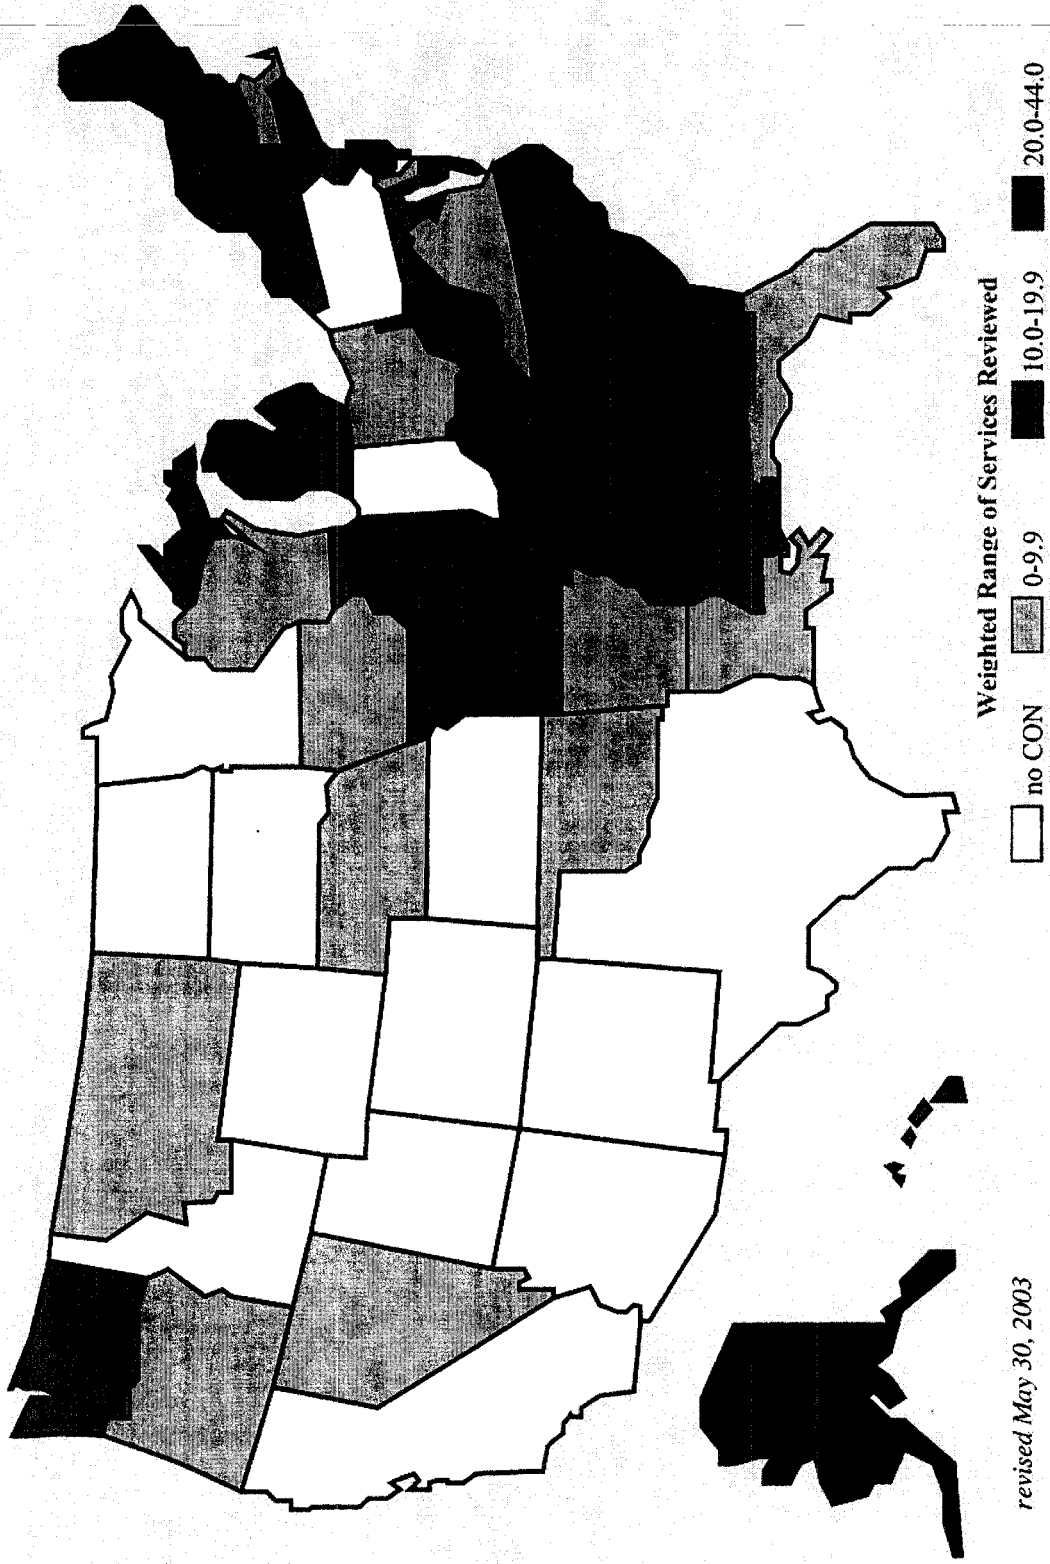 Weighted Range of Services Reviewed
no CON 0-9.9 10.0-19.9 20.0-44.0
revised May 30, 2003